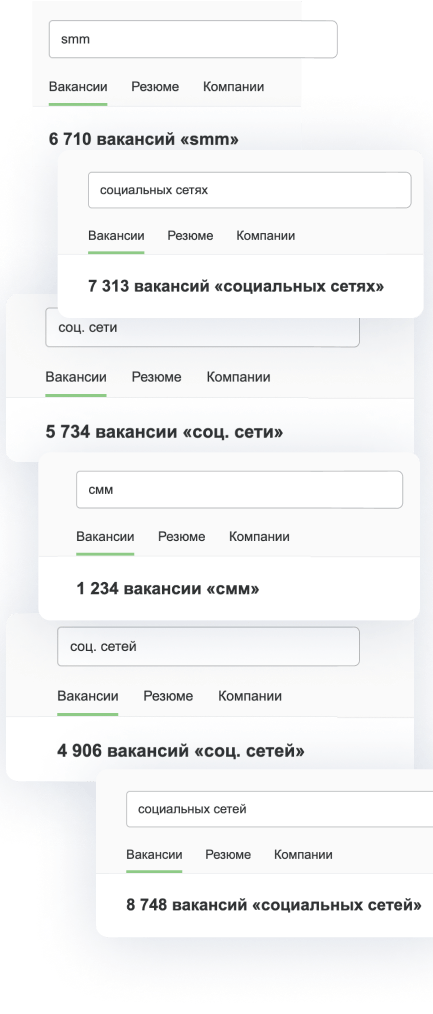 smm
Вакансии Резюме Компании
6 710 вакансий «smm»
социальных сетях
Вакансии Резюме Компании
7 313 вакансий «социальных сетях»
соц. сети
Вакансии Резюме Компании
5 734 вакансии «соц. сети»
смм
Вакансии Резюме Компании
1 234 вакансии «смм»
соц. сетей
Вакансии Резюме Компании
4 906 вакансий «соц. сетей»
социальных сетей
Вакансии Резюме Компании
8 748 вакансий «социальных сетей»